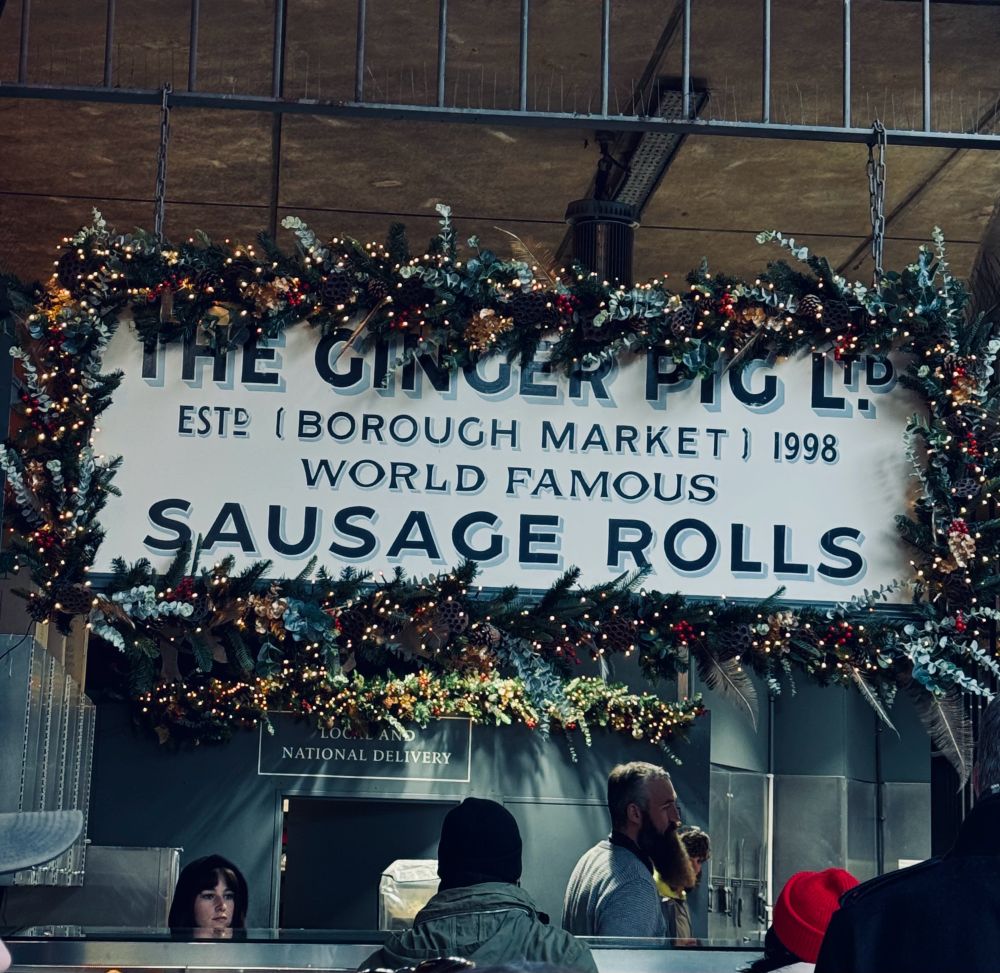 THE GINGER PIG LTD.
ESTD (BOROUGH MARKET) 1998
WORLD FAMOUS
SAUSAGE ROLLS
LOCAL AND
NATIONAL DELIVERY